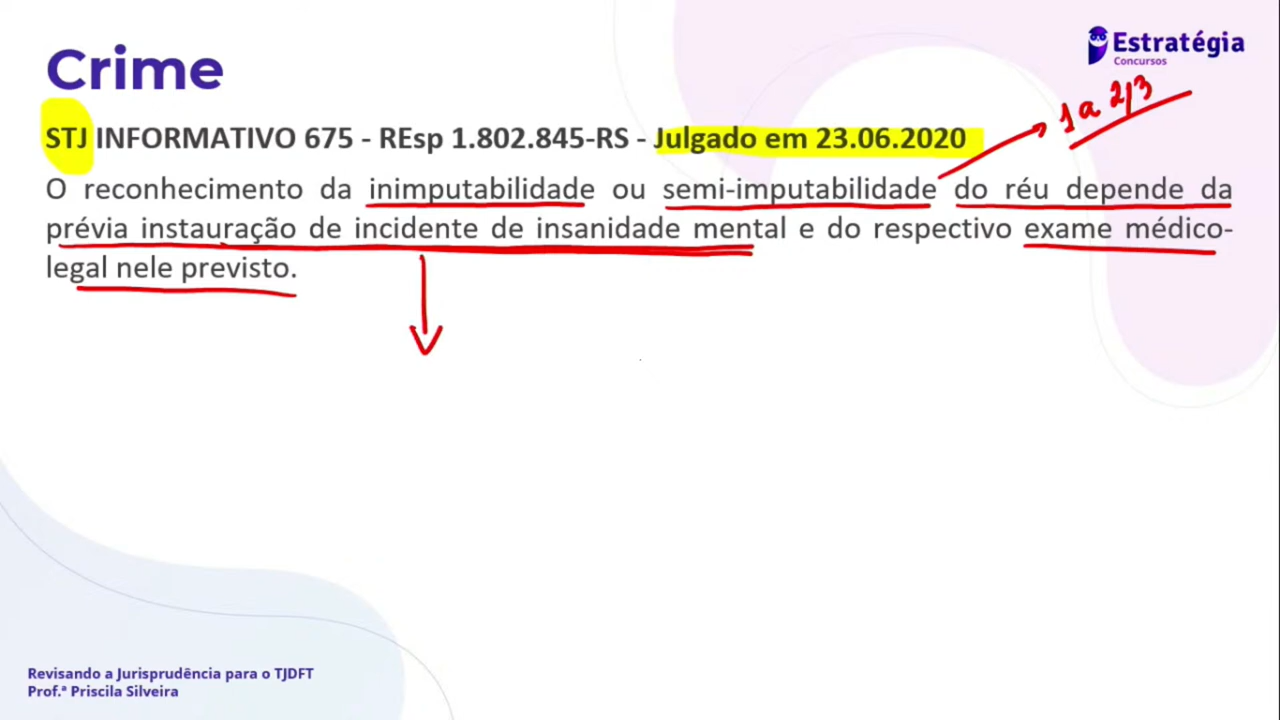 Crime
Estratégia
Concursos
1 a 2/3
STJ INFORMATIVO 675 - REsp 1.802.845-RS - Julgado em 23.06.2020
O reconhecimento da inimputabilidade ou semi-imputabilidade do réu depende da
prévia instauração de incidente de insanidade mental e do respectivo exame médico-
legal nele previsto.
Revisando a Jurisprudência para o TJDFT
Prof.ª Priscila Silveira